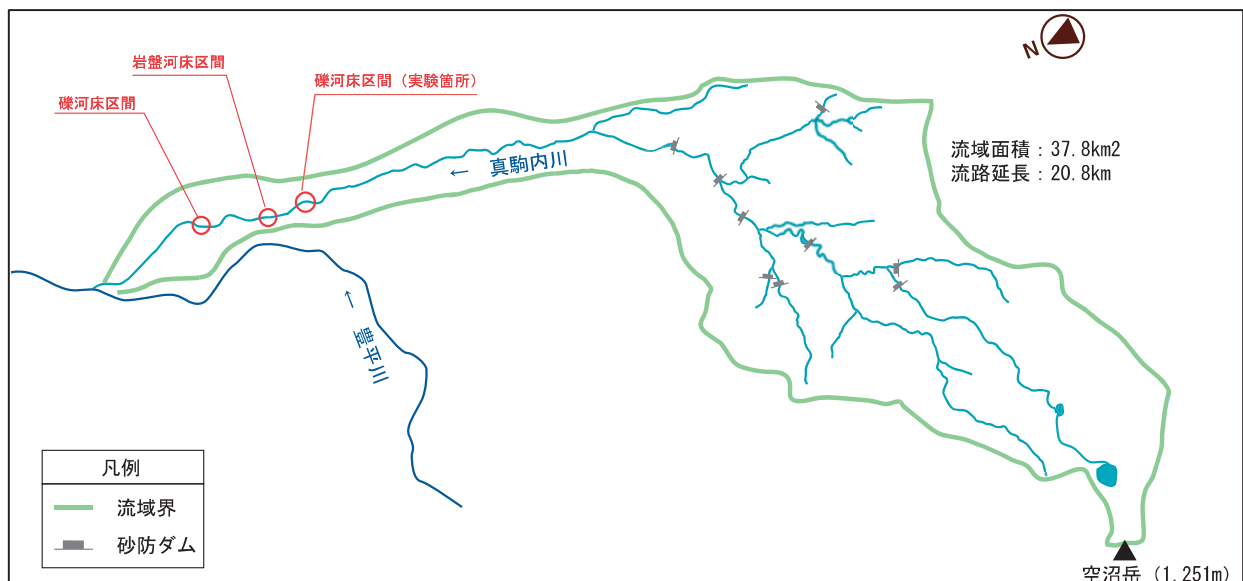 N
岩盤河床区間
礫河床区間（実験箇所）
礫河床区間
流域面積：37.8km2
流路延長：20.8km
← 真駒内川
← 豊平川
凡例
流域界
砂防ダム
空沼岳（1,251m）